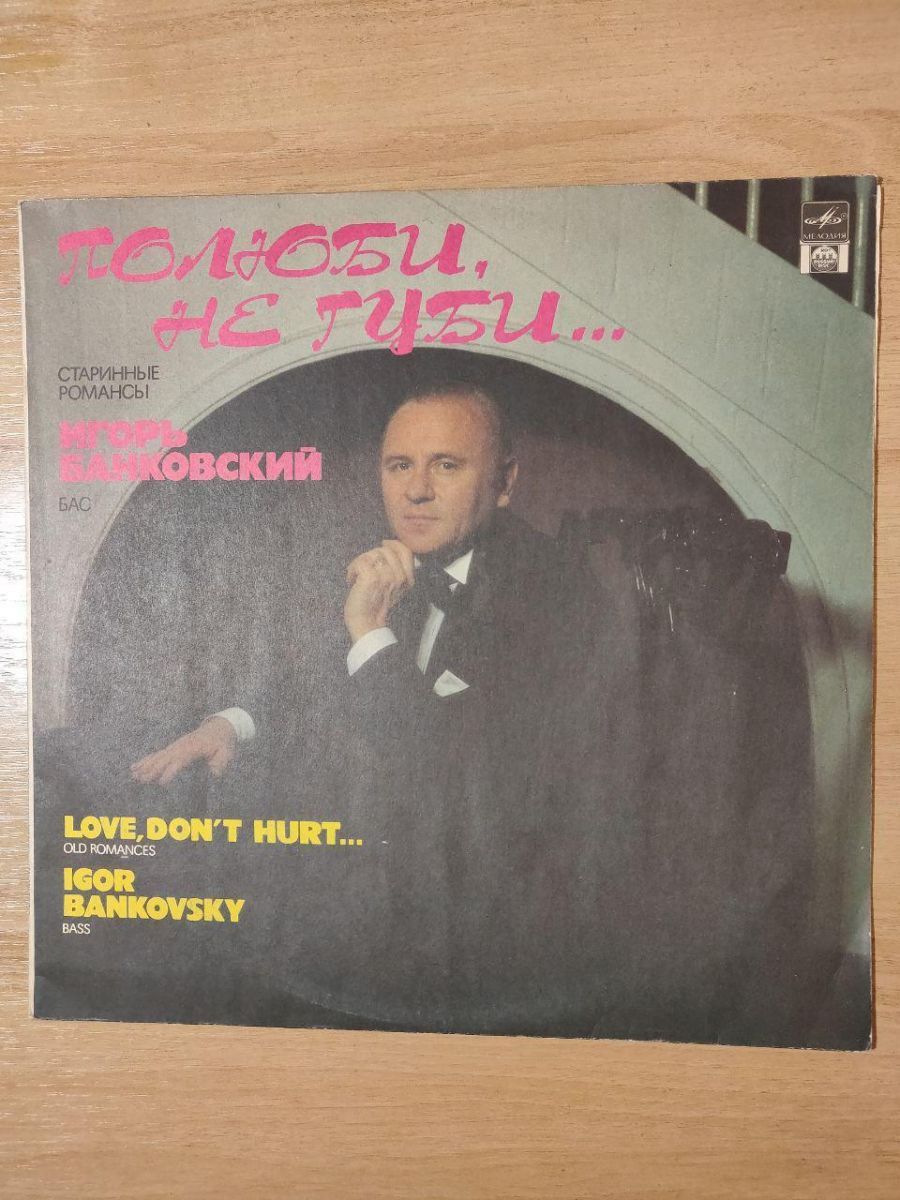 ПОЛЮБИ,
НЕ ГУБИ...
СТАРИННЫЕ
РОМАНСЫ
ИГОРЬ
БАНКОВСКИЙ
БАС
МЕЛОДИЯ
LOVE, DON'T HURT...
OLD ROMANCES
IGOR
BANKOVSKY
BASS